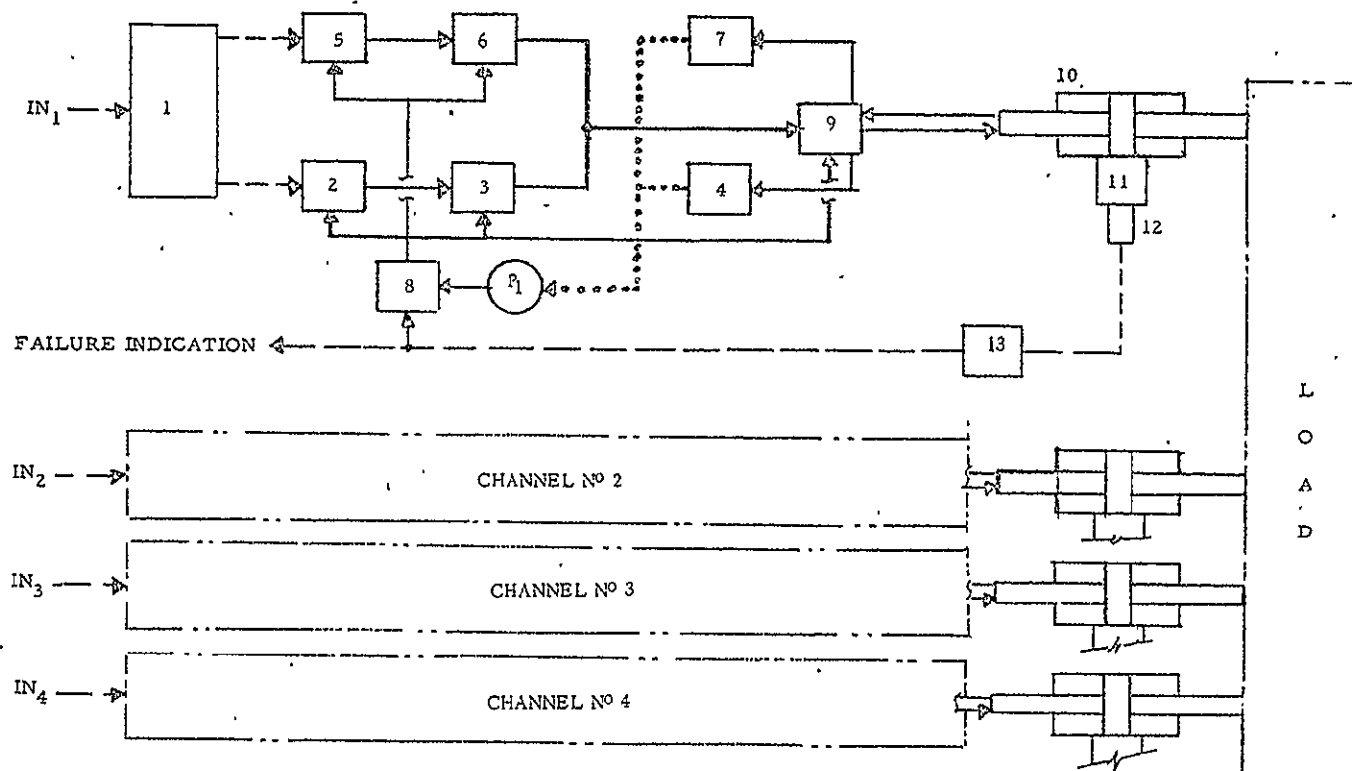 5
6
7
10
IN1
1
9
2
3
4
11
12
8
P1
FAILURE INDICATION
13
IN2
CHANNEL NO 2
IN3
CHANNEL NO 3
IN4
CHANNEL NO 4
L
O
A
D